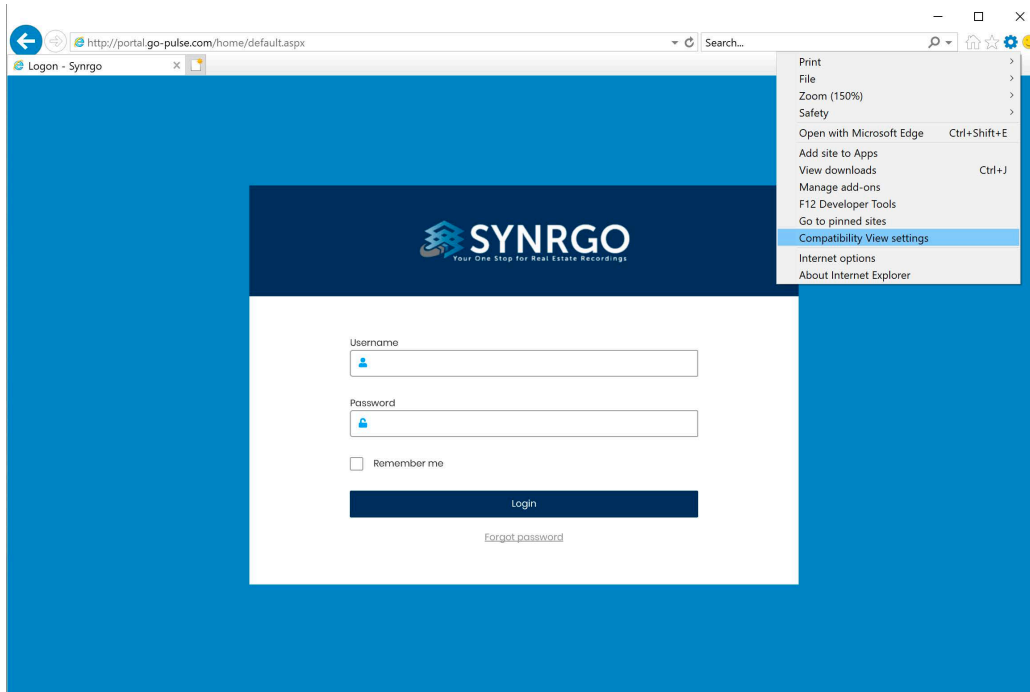 http://portal.go-pulse.com/home/default.aspx
Search...
Logon - Synrgo
Print
File
Zoom (150%)
Safety
Open with Microsoft Edge Ctrl+Shift+E
Add site to Apps
View downloads Ctrl+J
Manage add-ons
F12 Developer Tools
Go to pinned sites
Compatibility View settings
Internet options
About Internet Explorer
SYNRGO
Your One Stop for Real Estate Recordings
Username
Password
Remember me
Login
Forgot password